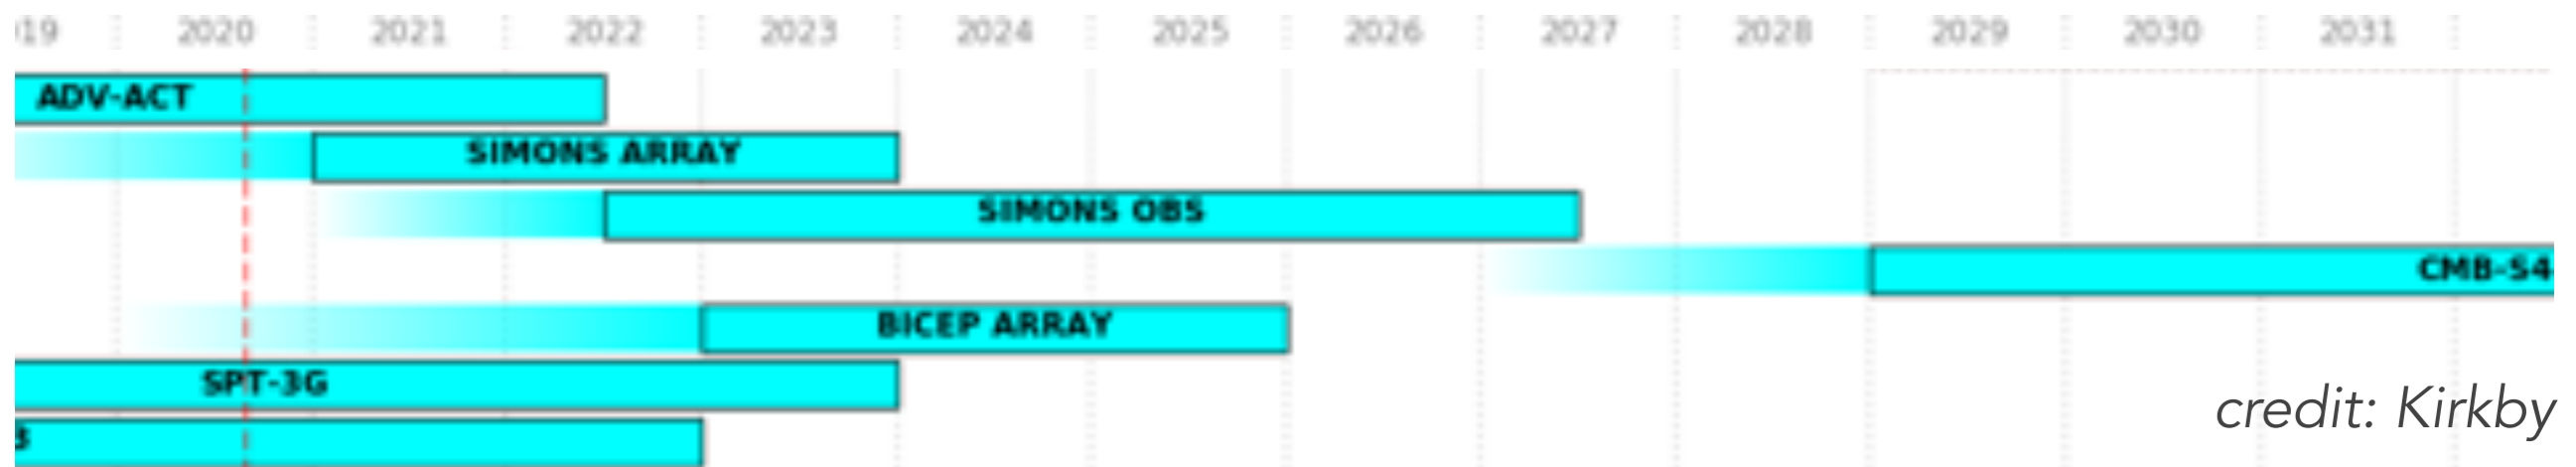 19 2020 2021 2022 2023 2024 2025 2026 2027 2028 2029 2030 2031
ADV-ACT
SIMONS ARRAY
SIMONS OBS
CMB-S4
BICEP ARRAY
SPT-3G
credit: Kirkby